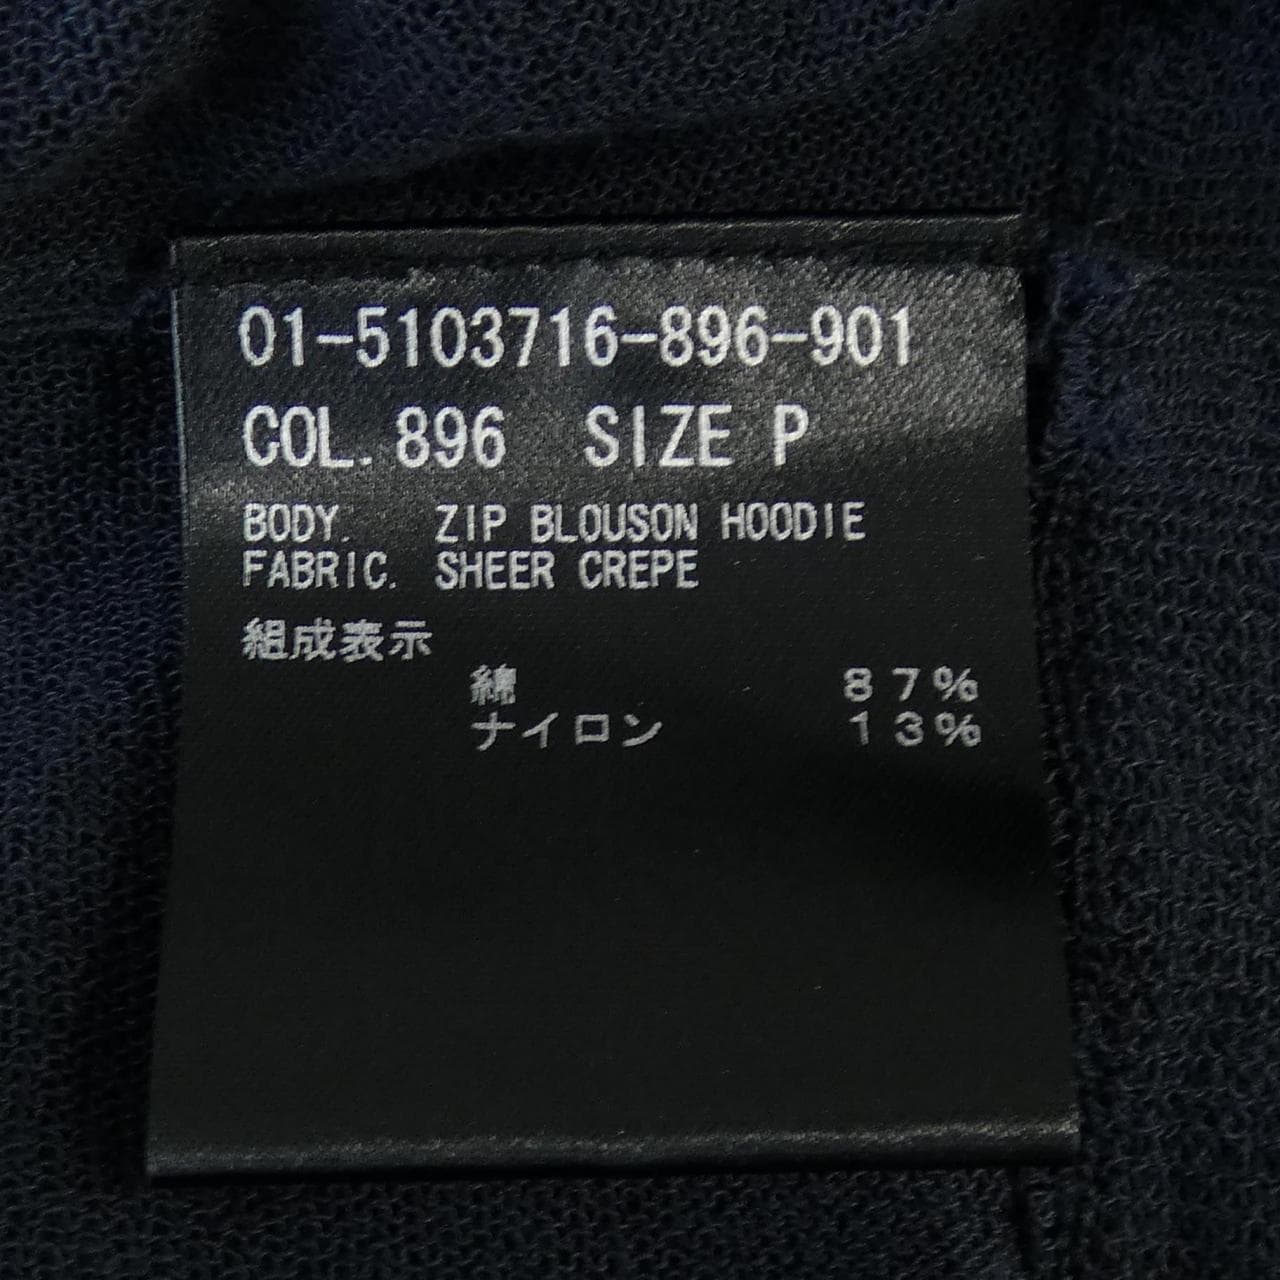 01-5103716-896-901
COL. 896 SIZE P
BODY. ZIP BLOUSON HOODIE
FABRIC. SHEER CREPE
組成表示
綿 87%
ナイロン 13%